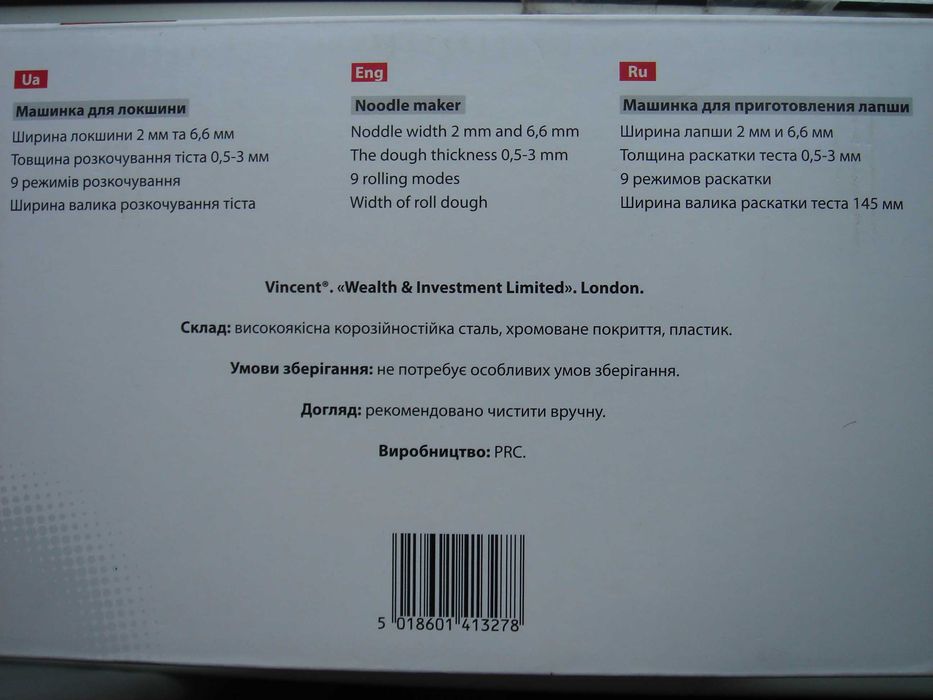 Ua
Машинка для локшини
Ширина локшини 2 мм та 6,6 мм
Товщина розкочування тіста 0,5-3 мм
9 режимів розкочування
Ширина валика розкочування тіста
Eng
Noodle maker
Noddle width 2 mm and 6,6 mm
The dough thickness 0,5-3 mm
9 rolling modes
Width of roll dough
Ru
Машинка для приготовления лапши
Ширина лапши 2 мм и 6,6 мм
Толщина раскатки теста 0,5-3 мм
9 режимов раскатки
Ширина валика раскатки теста 145 мм
Vincent®. «Wealth & Investment Limited». London.
Склад: високоякісна корозійностійка сталь, хромоване покриття, пластик.
Умови зберігання: не потребує особливих умов зберігання.
Догляд: рекомендовано чистити вручну.
Виробництво: PRC.
5 018601 413278